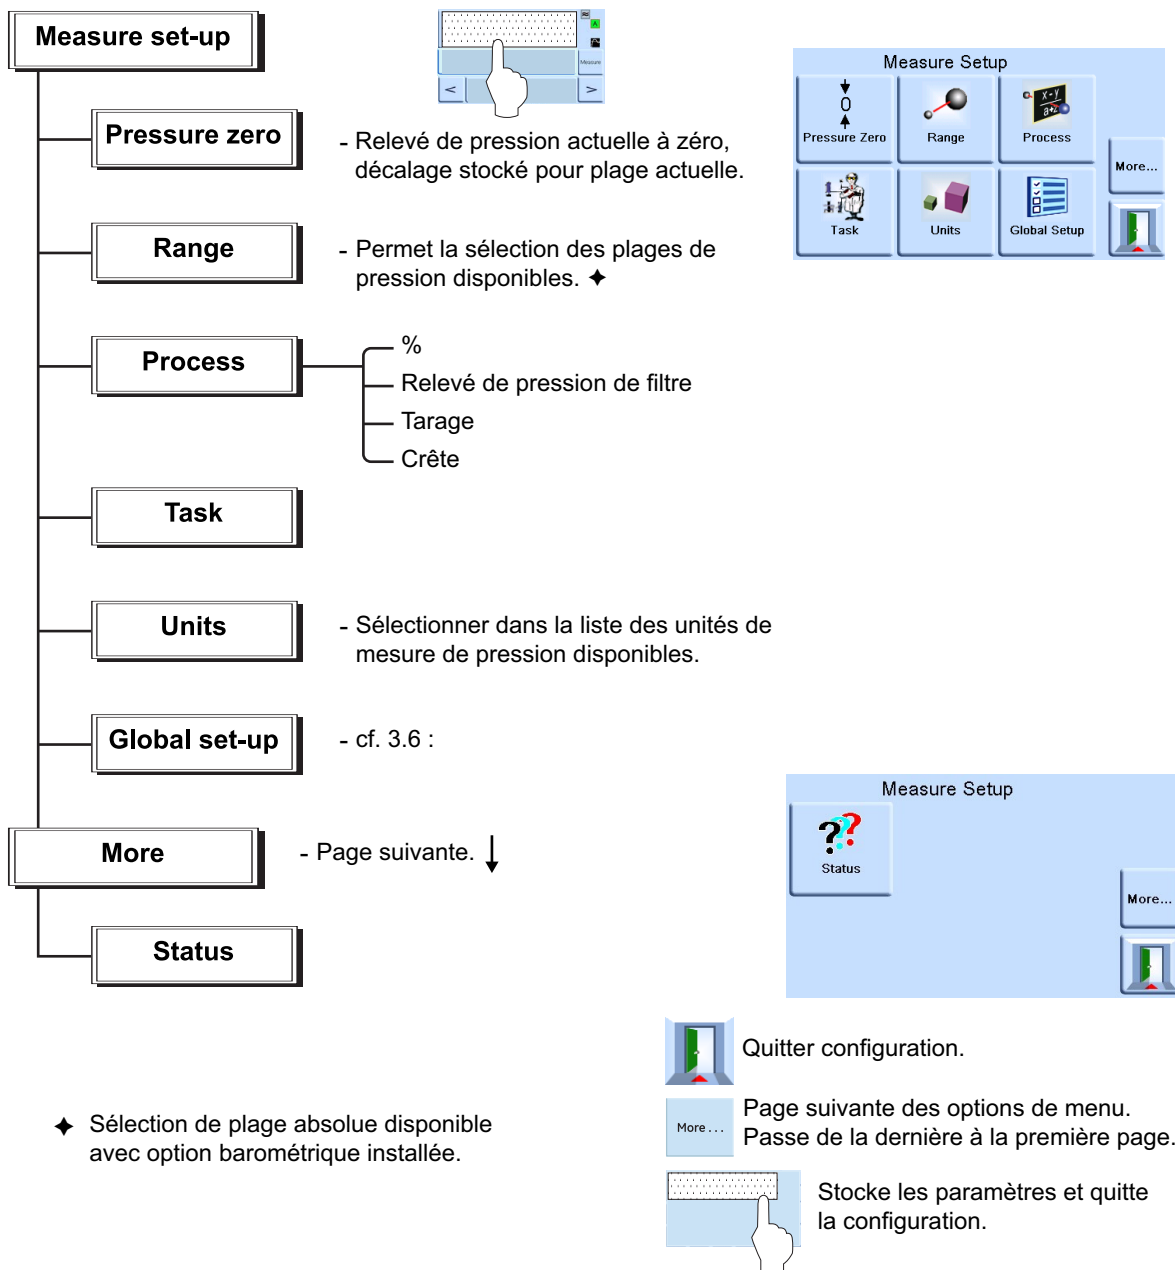 Measure set-up
A
Measure
<
>
Pressure zero
- Relevé de pression actuelle à zéro,
décalage stocké pour plage actuelle.
Range
- Permet la sélection des plages de
pression disponibles. ✦
Process
%
Relevé de pression de filtre
Tarage
Crête
Task
Units
- Sélectionner dans la liste des unités de
mesure de pression disponibles.
Global set-up
- cf. 3.6 :
More
- Page suivante. ↓
Status
Measure Setup
0
Pressure Zero
Range
x - y
a+z
Process
More...
Task
Units
Global Setup
Measure Setup
???
Status
More...
✦ Sélection de plage absolue disponible
avec option barométrique installée.
Quitter configuration.
More . . .
Page suivante des options de menu.
Passe de la dernière à la première page.
Stocke les paramètres et quitte
la configuration.